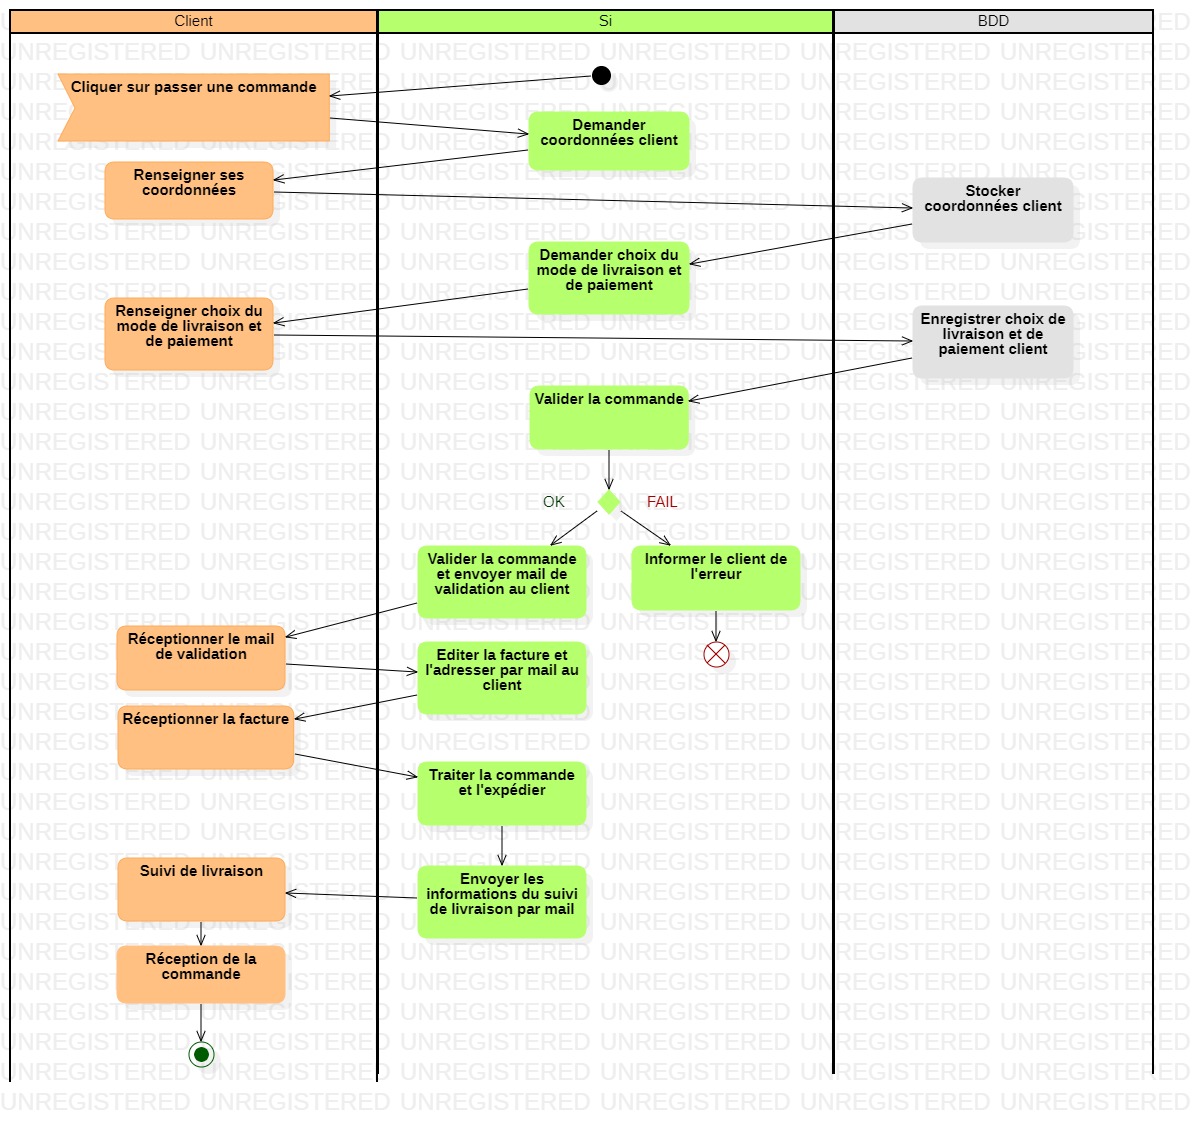 Client
Si
BDD
Cliquer sur passer une commande
Demander
coordonnées client
Renseigner ses
coordonnées
Stocker
coordonnées client
Demander choix du
mode de livraison et
de paiement
Renseigner choix du
mode de livraison et
de paiement
Enregistrer choix de
livraison et de
paiement client
Valider la commande
OK
FAIL
Valider la commande
et envoyer mail de
validation au client
Informer le client de
l'erreur
Réceptionner le mail
de validation
Editer la facture et
l'adresser par mail au
client
Réceptionner la facture
Traiter la commande
et l'expédier
Suivi de livraison
Envoyer les
informations du suivi
de livraison par mail
Réception de la
commande
UNREGISTERED